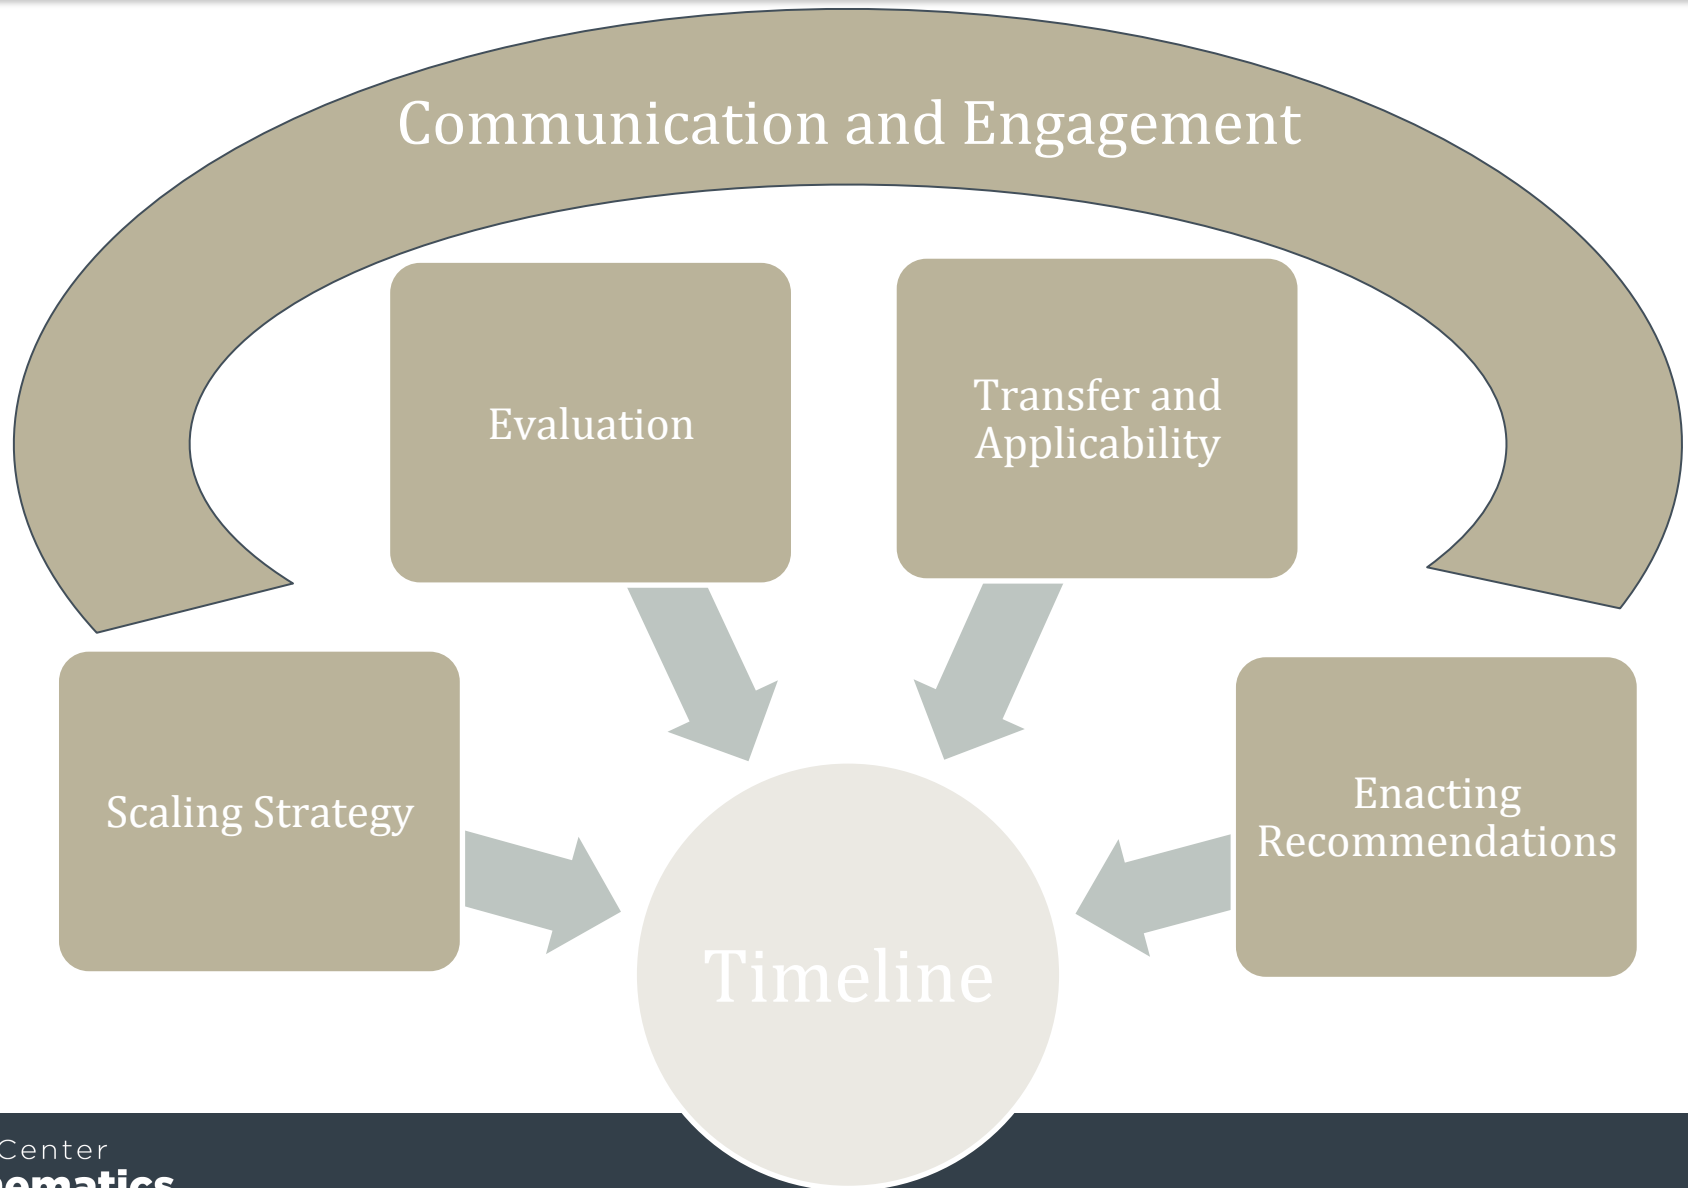 Communication and Engagement
Evaluation
Transfer and
Applicability
Scaling Strategy
Enacting
Recommendations
Timeline
Center